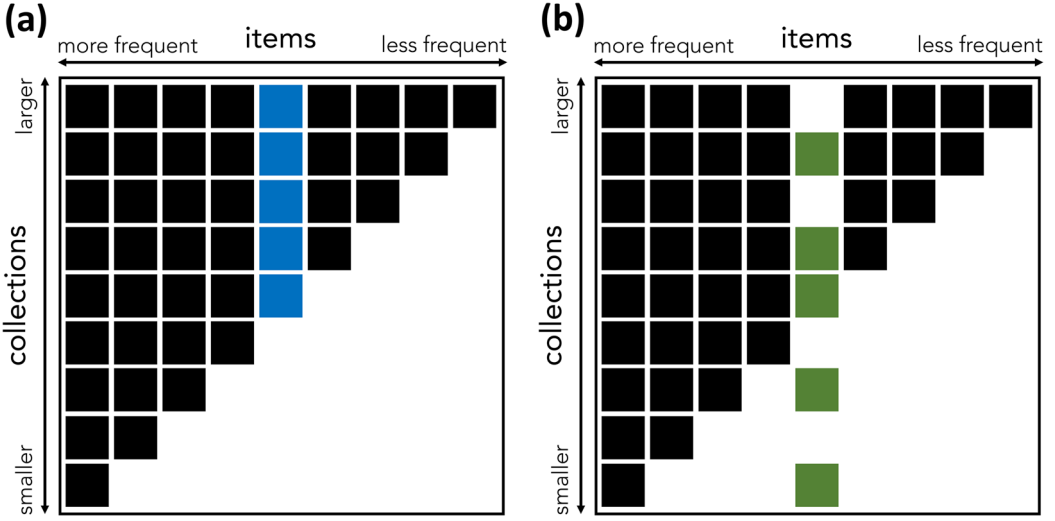 (a)
items
more frequent
less frequent
larger
collections
smaller
(b)
items
more frequent
less frequent
larger
collections
smaller